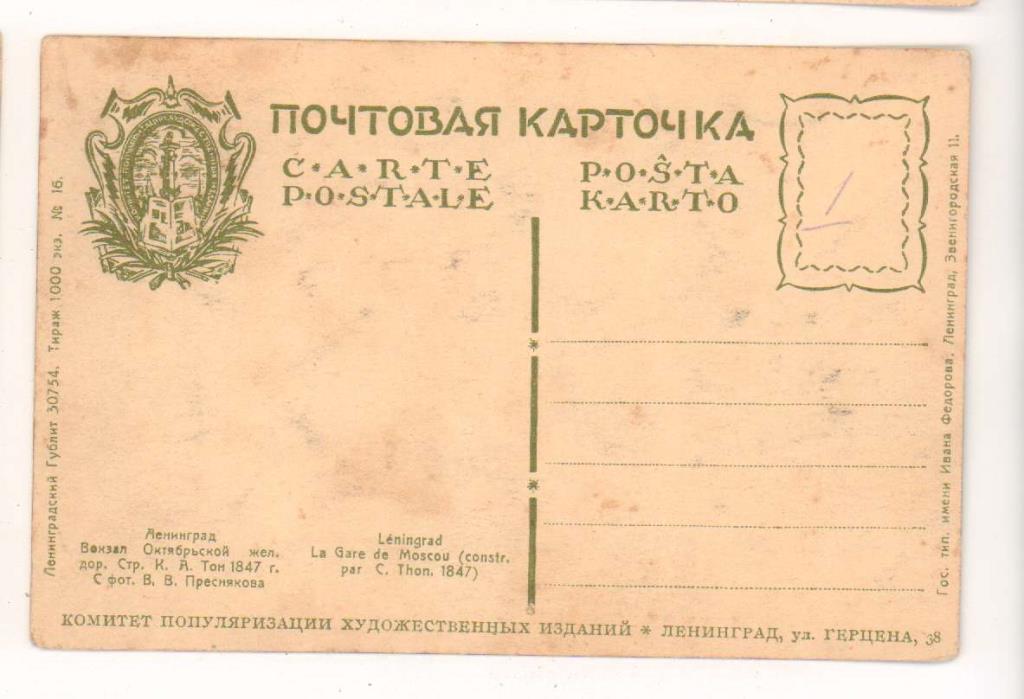 ПОЧТОВАЯ КАРТОЧКА
C·A·R·T·E
P·O·S·T·A·L·E
P·O·Ŝ·T·A
K·A·R·T·O
1
Ленинградский Гублит 30754. Тираж 1000 экз. № 16.
Ленинград
Вокзал Октябрьской жел.
дор. Стр. К. А. Тон 1847 г.
С фот. В. В. Преснякова
Léningrad
La Gare de Moscou (constr.
par C. Thon. 1847)
Гос. тип. имени Ивана Федорова. Ленинград, Звенигородская 11.
КОМИТЕТ ПОПУЛЯРИЗАЦИИ ХУДОЖЕСТВЕННЫХ ИЗДАНИЙ * ЛЕНИНГРАД, ул. ГЕРЦЕНА, 38